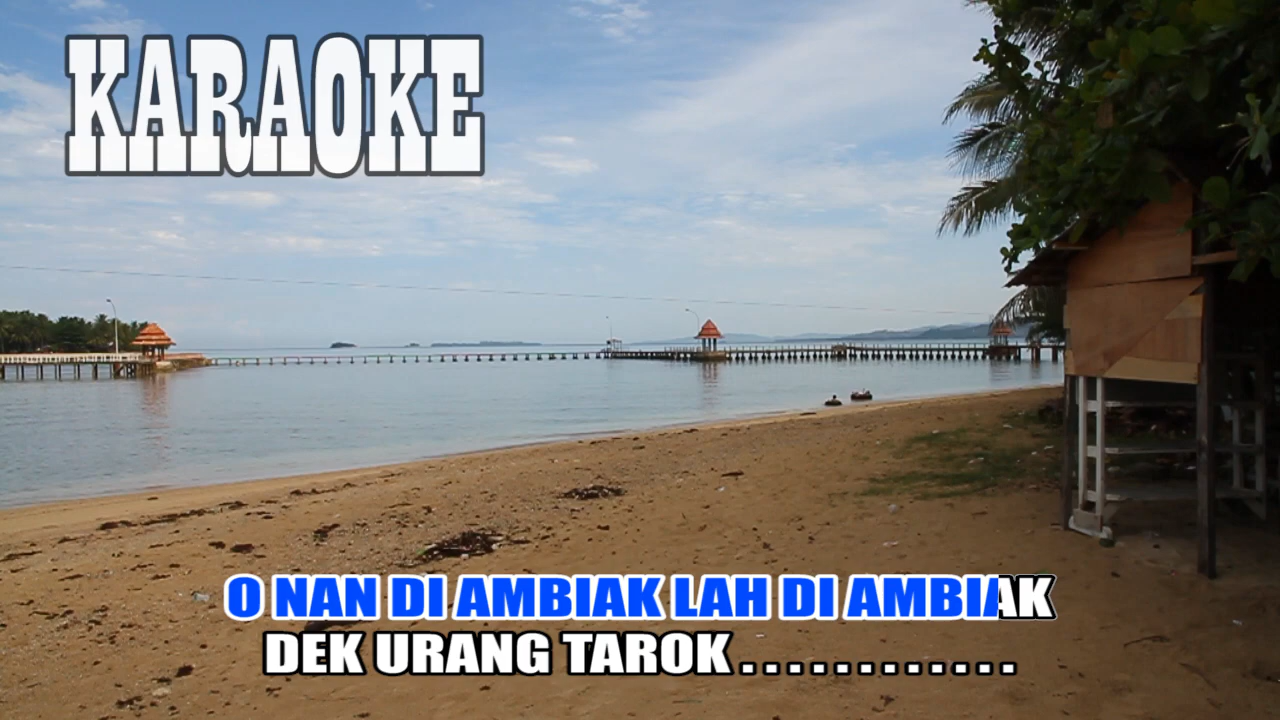 KARAOKE
O NAN DI AMBIAK LAH DI AMBIAK
DEK URANG TAROK . . . . . . . . . . . .